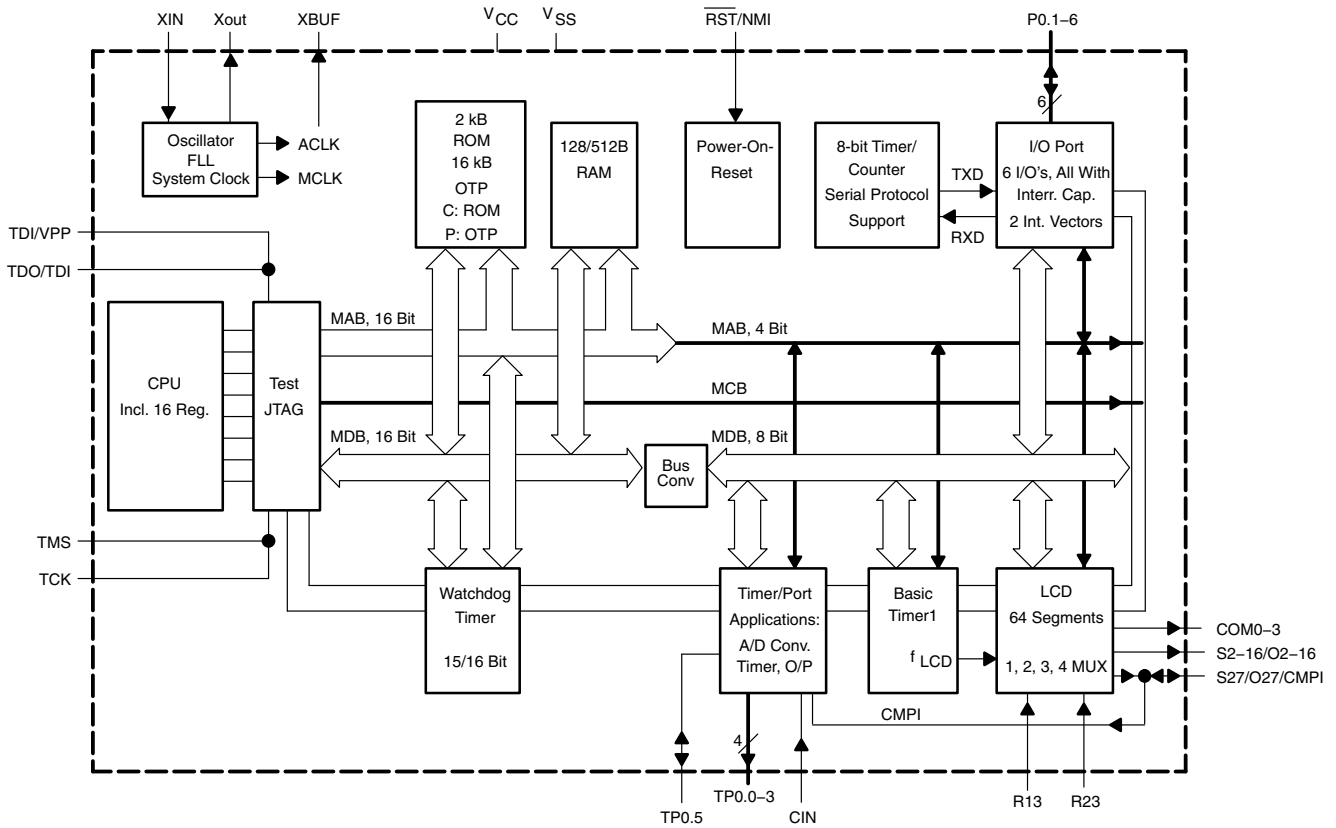 XIN
Xout
XBUF
VCC
VSS
RST/NMI
P0.1–6
6
Oscillator
FLL
System Clock
ACLK
MCLK
2 kB
ROM
16 kB
OTP
C: ROM
P: OTP
128/512B
RAM
Power-On-
Reset
8-bit Timer/
Counter
Serial Protocol
Support
TXD
RXD
I/O Port
6 I/O's, All With
Interr. Cap.
2 Int. Vectors
TDI/VPP
TDO/TDI
MAB, 16 Bit
MAB, 4 Bit
CPU
Incl. 16 Reg.
Test
JTAG
MCB
MDB, 16 Bit
MDB, 8 Bit
Bus
Conv
TMS
TCK
Watchdog
Timer
15/16 Bit
Timer/Port
Applications:
A/D Conv.
Timer, O/P
Basic
Timer1
f LCD
LCD
64 Segments
1, 2, 3, 4 MUX
COM0–3
S2–16/O2–16
S27/O27/CMPI
CMPI
4
TP0.5
TP0.0–3
CIN
R13
R23